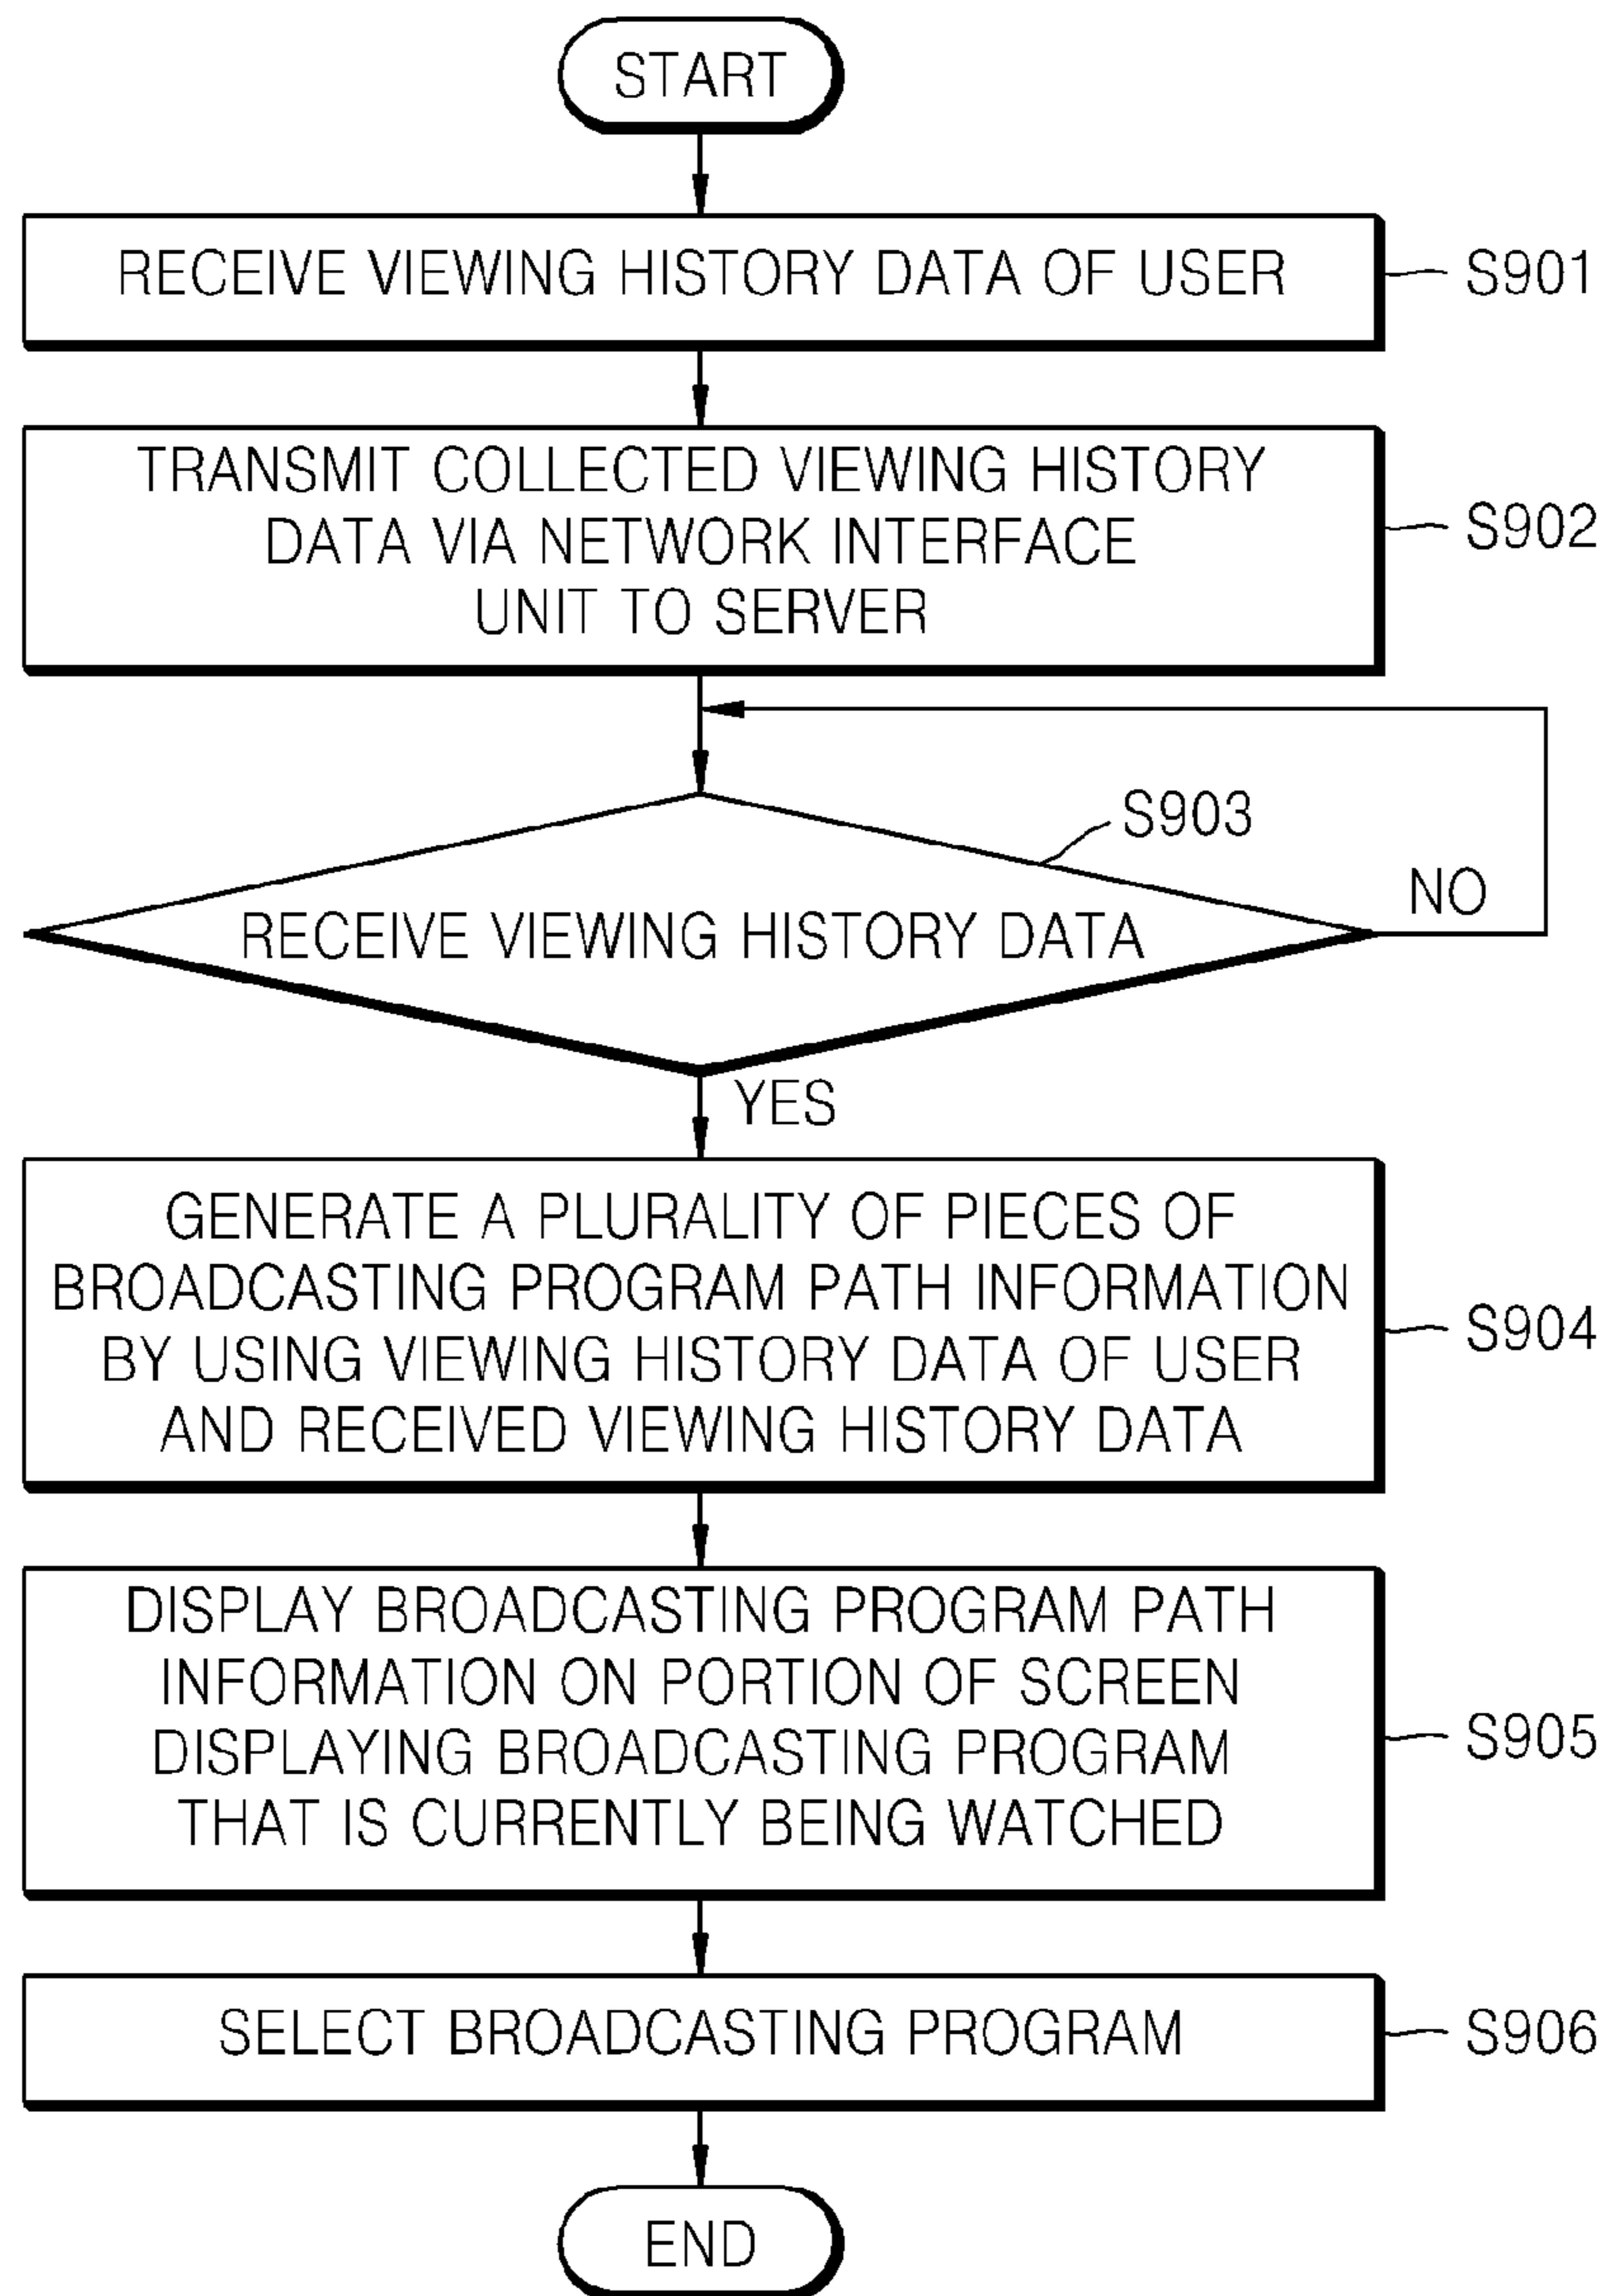 START
RECEIVE VIEWING HISTORY DATA OF USER
S901
TRANSMIT COLLECTED VIEWING HISTORY
DATA VIA NETWORK INTERFACE
UNIT TO SERVER
S902
S903
RECEIVE VIEWING HISTORY DATA
NO
YES
GENERATE A PLURALITY OF PIECES OF
BROADCASTING PROGRAM PATH INFORMATION
BY USING VIEWING HISTORY DATA OF USER
AND RECEIVED VIEWING HISTORY DATA
S904
DISPLAY BROADCASTING PROGRAM PATH
INFORMATION ON PORTION OF SCREEN
DISPLAYING BROADCASTING PROGRAM
THAT IS CURRENTLY BEING WATCHED
S905
SELECT BROADCASTING PROGRAM
S906
END